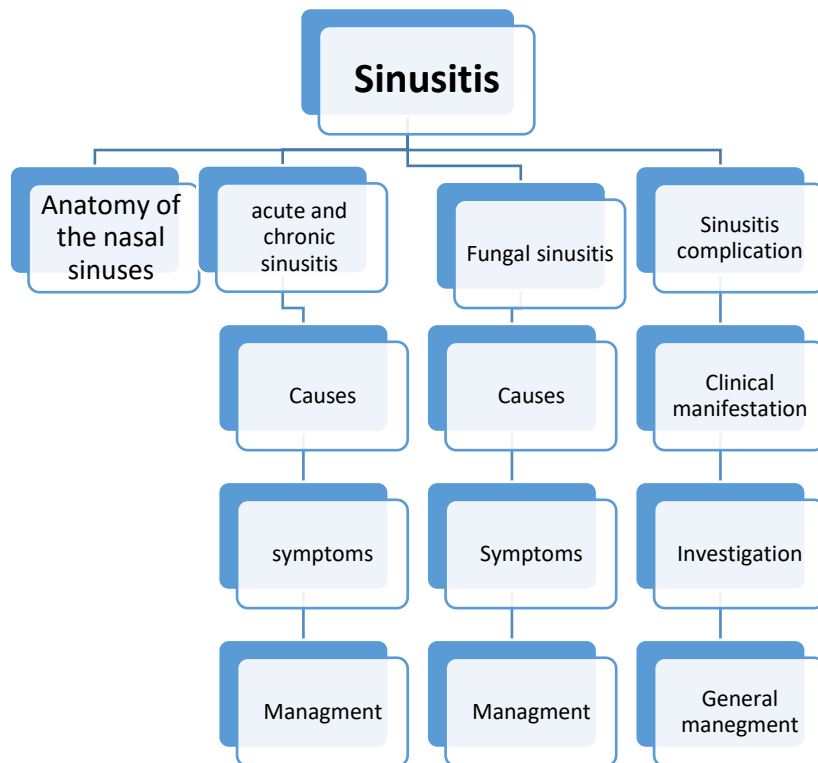 Sinusitis
Anatomy of
the nasal
sinuses
acute and
chronic
sinusitis
Fungal sinusitis
Sinusitis
complication
Causes
Causes
Clinical
manifestation
symptoms
Symptoms
Investigation
Managment
Managment
General
manegment